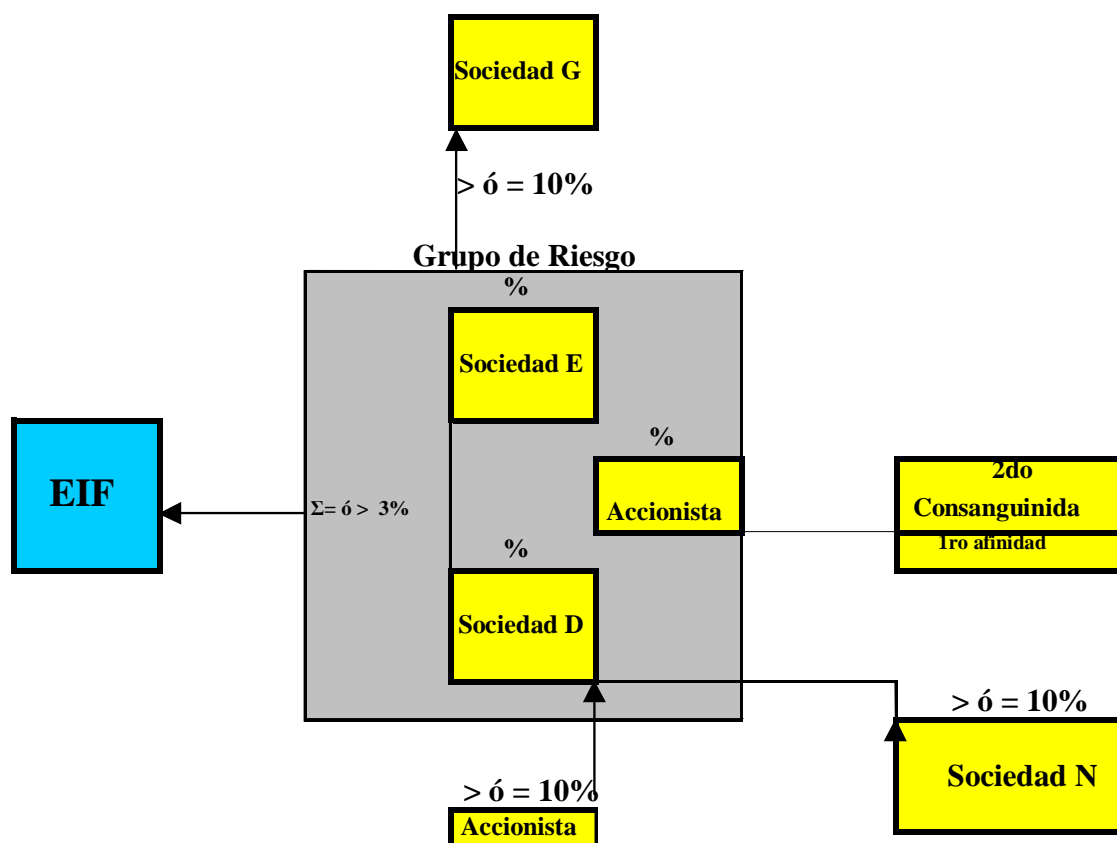 Sociedad G
> ó = 10%
Grupo de Riesgo
%
Sociedad E
%
EIF
Σ= ó > 3%
Accionista
2do
Consanguinida
1ro afinidad
%
Sociedad D
> ó = 10%
Sociedad N
> ó = 10%
Accionista